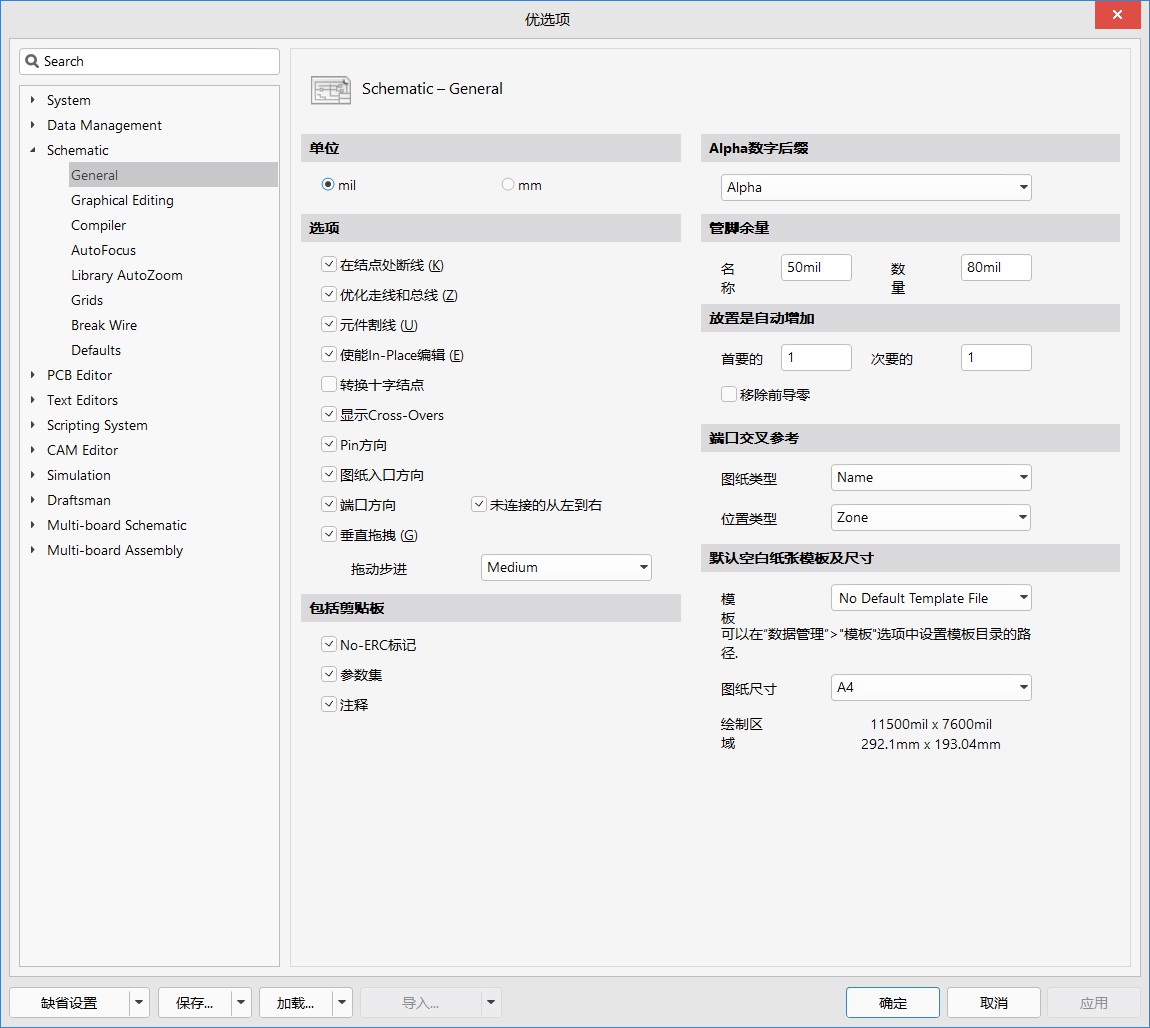 优选项
Search
System
Data Management
Schematic
General
Graphical Editing
Compiler
AutoFocus
Library AutoZoom
Grids
Break Wire
Defaults
PCB Editor
Text Editors
Scripting System
CAM Editor
Simulation
Draftsman
Multi-board Schematic
Multi-board Assembly
Schematic – General
单位
mil mm
选项
在结点处断线 (K)
优化走线和总线 (Z)
元件割线 (U)
使能In-Place编辑 (E)
转换十字结点
显示Cross-Overs
Pin方向
图纸入口方向
端口方向 未连接的从左到右
垂直拖拽 (G)
拖动步进 Medium
包括剪贴板
No-ERC标记
参数集
注释
Alpha数字后缀
Alpha
管脚余量
名称 50mil 数量 80mil
放置是自动增加
首要的 1 次要的 1
移除前导零
端口交叉参考
图纸类型 Name
位置类型 Zone
默认空白纸张模板及尺寸
模板 No Default Template File
可以在"数据管理">"模板"选项中设置模板目录的路
径.
图纸尺寸 A4
绘制区域 11500mil x 7600mil
292.1mm x 193.04mm
缺省设置 保存... 加载... 导入... 确定 取消 应用